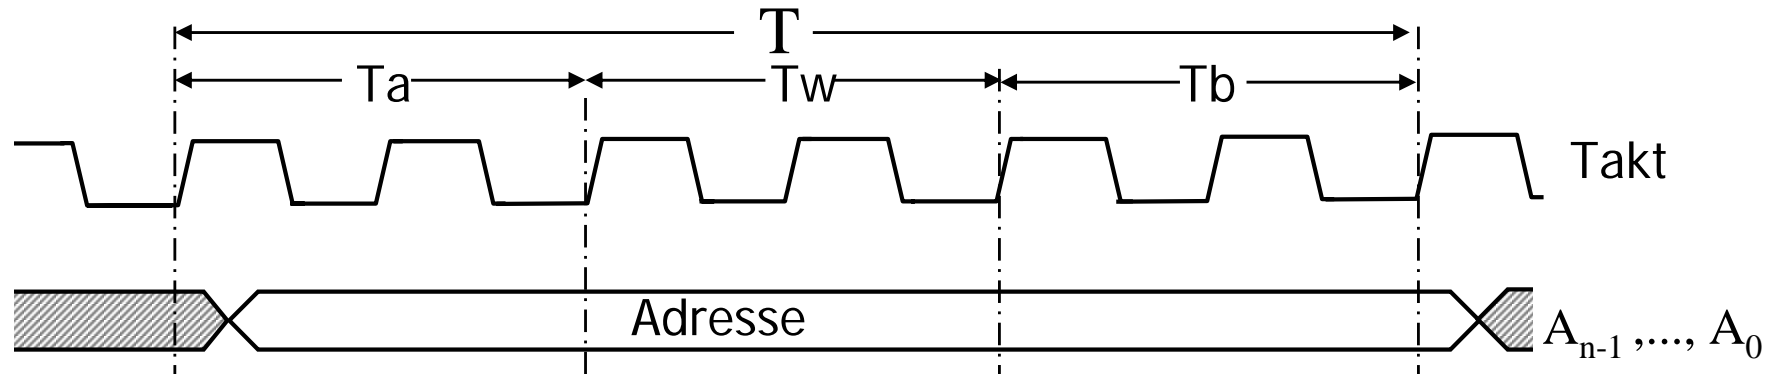 T
Ta Tw Tb
Takt
Adresse
Aₙ₋₁ ,..., A₀